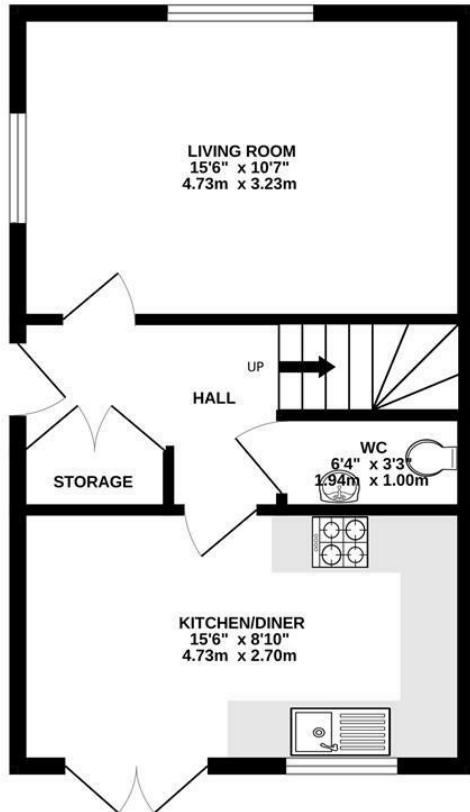 LIVING ROOM
15'6" x 10'7"
4.73m x 3.23m
UP
HALL
WC
6'4" x 3'3"
1.94m x 1.00m
STORAGE
KITCHEN/DINER
15'6" x 8'10"
4.73m x 2.70m